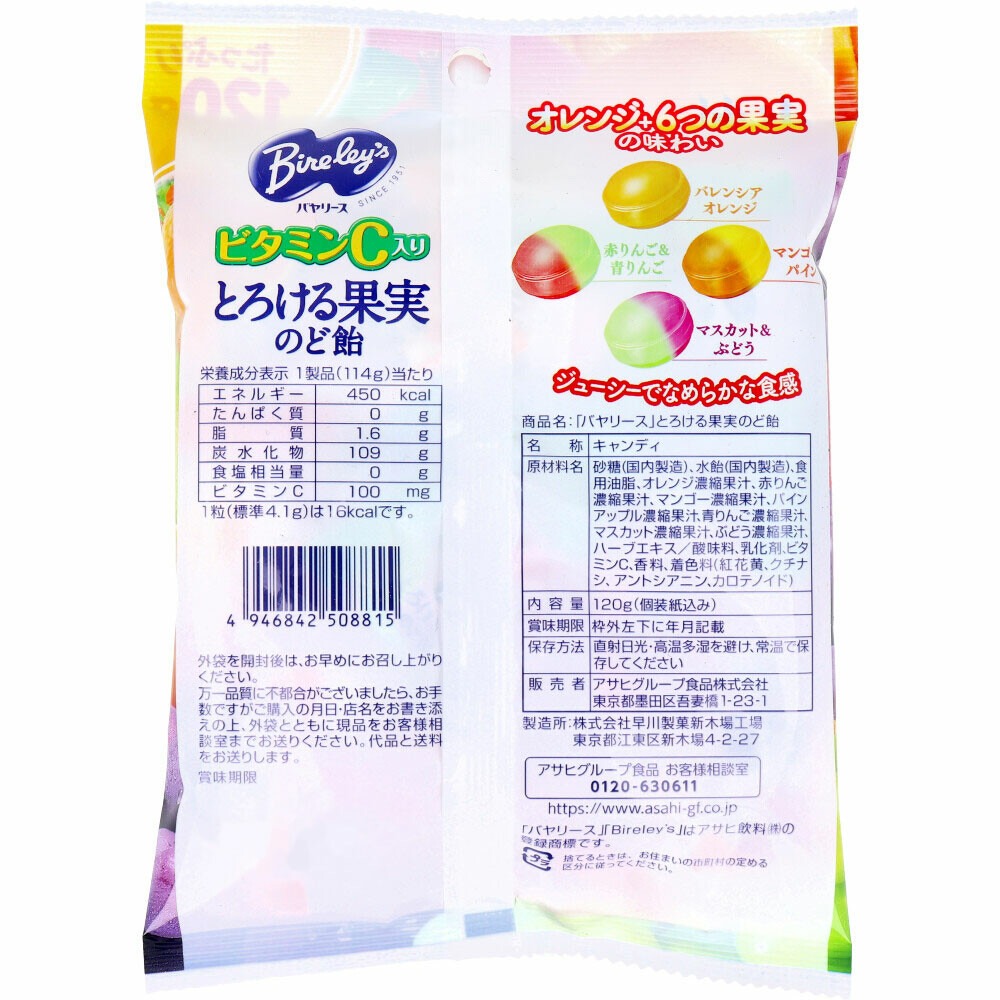 たっぷり
120g
Bireley's
SINCE 1951
バヤリース
ビタミンC入り
とろける果実
のど飴
栄養成分表示 1製品(114g)当たり
エネルギー 450 kcal
たんぱく質 0 g
脂質 1.6 g
炭水化物 109 g
食塩相当量 0 g
ビタミンC 100 mg
1粒(標準4.1g)は16kcalです。
4 946842 508815
外袋を開封後は、お早めにお召し上がり
ください。
万一品質に不都合がございましたら、お手
数ですがご購入の月日・店名をお書き添
えの上、外袋とともに現品をお客様相
談室までお送りください。代品と送料
をお送りします。
賞味期限
オレンジ+6つの果実
の味わい
バレンシア
オレンジ
赤りんご&
青りんご
マンゴ
パイン
マスカット&
ぶどう
ジューシーでなめらかな食感
商品名:「バヤリース」とろける果実のど飴
名称 キャンディ
原材料名 砂糖(国内製造)、水飴(国内製造)、食
用油脂、オレンジ濃縮果汁、赤りんご
濃縮果汁、マンゴー濃縮果汁、パイン
アップル濃縮果汁、青りんご濃縮果汁、
マスカット濃縮果汁、ぶどう濃縮果汁、
ハーブエキス/酸味料、乳化剤、ビタ
ミンC、香料、着色料(紅花黄、クチナ
シ、アントシアニン、カロテノイド)
内容量 120g(個装紙込み)
賞味期限 枠外左下に年月記載
保存方法 直射日光・高温多湿を避け、常温で保
存してください
販売者 アサヒグループ食品株式会社
東京都墨田区吾妻橋1-23-1
製造所:株式会社早川製菓新木場工場
東京都江東区新木場4-2-27
アサヒグループ食品 お客様相談室
0120-630611
https://www.asahi-gf.co.jp
「バヤリース」「Bireley's」はアサヒ飲料㈱の
登録商標です。
捨てるときは、お住まいの市町村の定める
区分に従ってください。